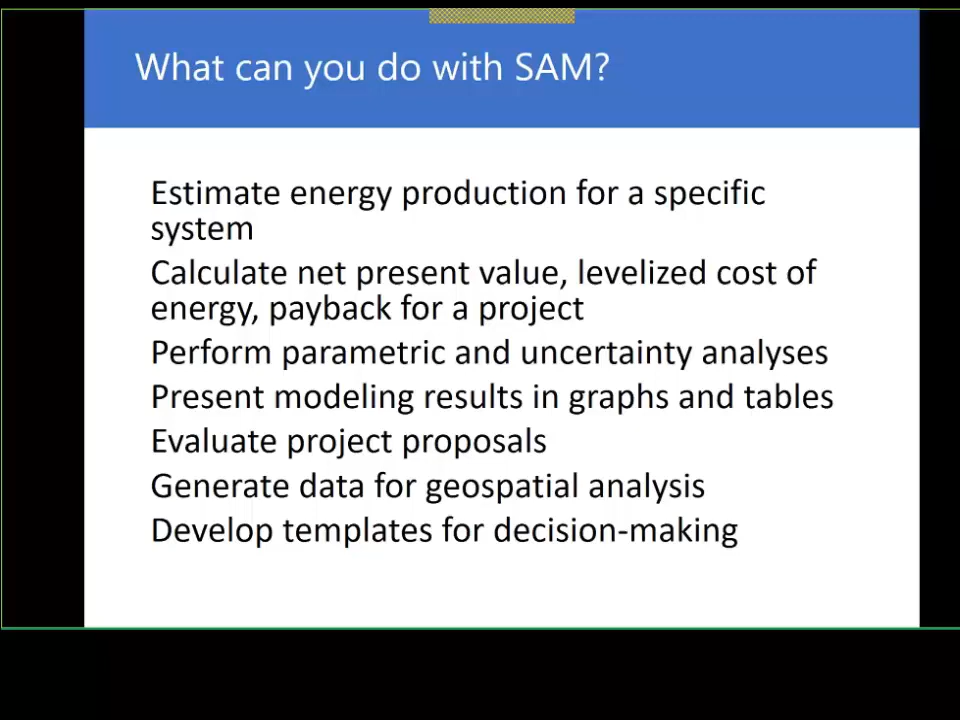 What can you do with SAM?
Estimate energy production for a specific
system
Calculate net present value, levelized cost of
energy, payback for a project
Perform parametric and uncertainty analyses
Present modeling results in graphs and tables
Evaluate project proposals
Generate data for geospatial analysis
Develop templates for decision-making